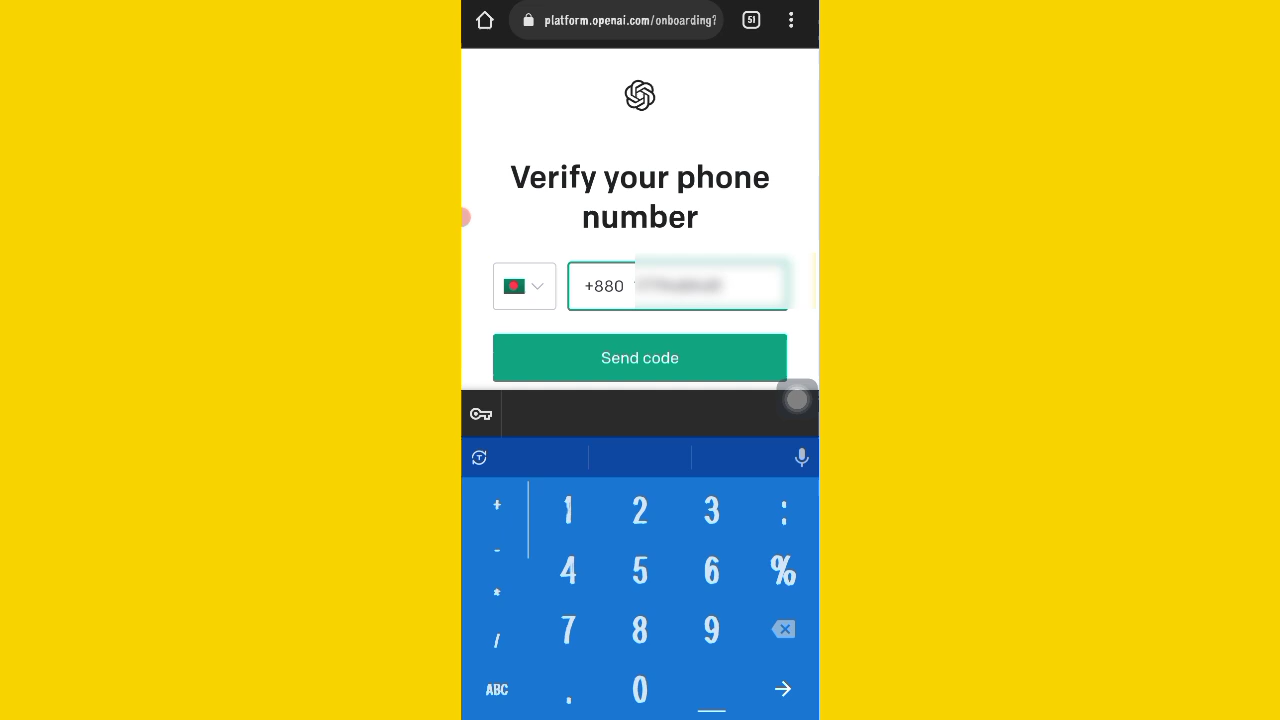 51
platform.openai.com/onboarding?
Verify your phone
number
+880
Send code
T
+ 1 2 3 :
- 4 5 6 %
* 7 8 9
/
ABC . 0 _